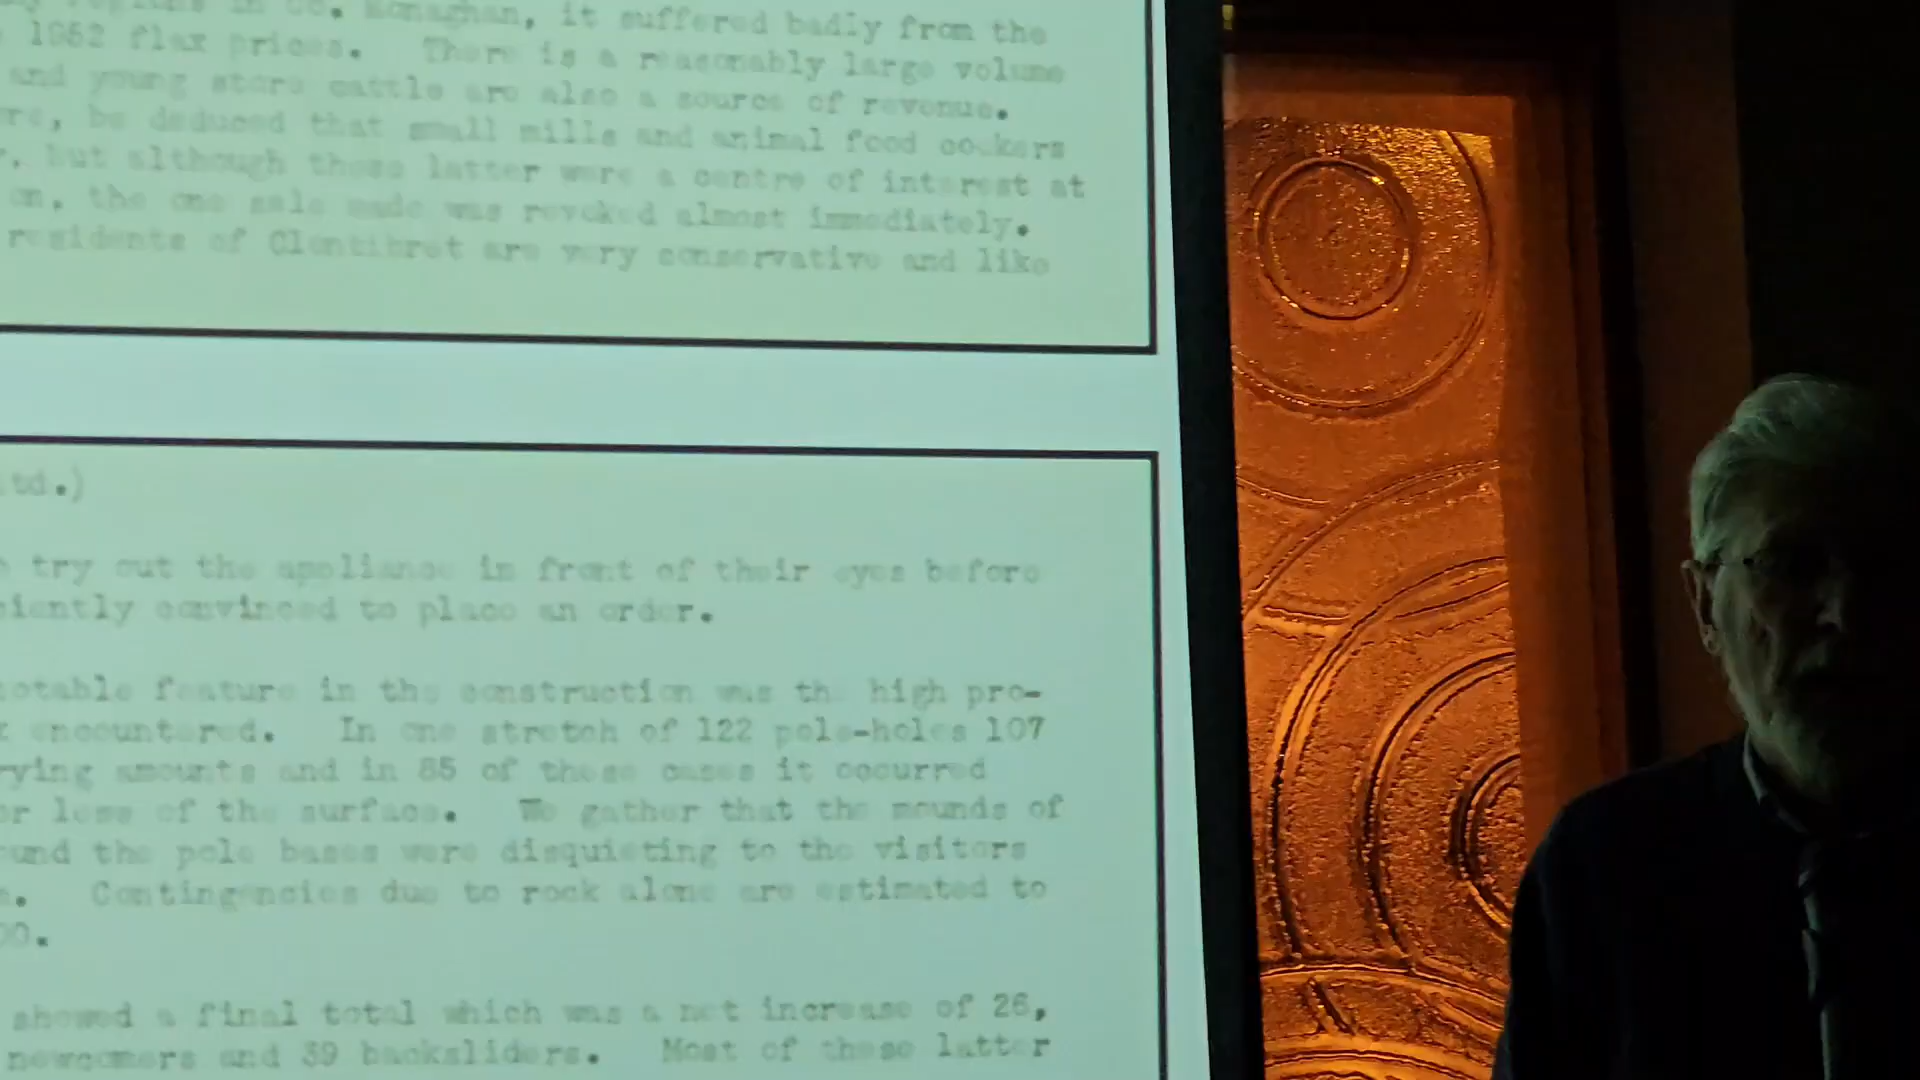 regions in Co. Monaghan, it suffered badly from the
1952 flax prices. There is a reasonably large volume
and young store cattle are also a source of revenue.
re, be deduced that small mills and animal food cookers
r, but although these latter were a centre of interest at
on, the one sale made was revoked almost immediately.
residents of Clontibret are very conservative and like
td.)
try out the appliance in front of their eyes before
iently convinced to place an order.
otable feature in the construction was the high pro-
k encountered. In one stretch of 122 pole-holes 107
rying amounts and in 85 of these cases it occurred
or less of the surface. We gather that the mounds of
ound the pole bases were disquieting to the visitors
. Contingencies due to rock alone are estimated to
00.
showed a final total which was a net increase of 26,
newcomers and 39 backsliders. Most of these latter